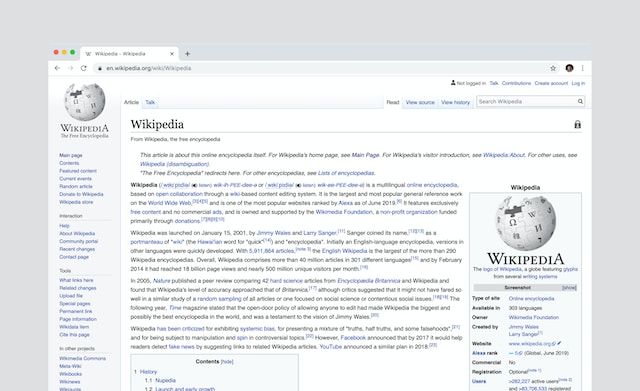 Wikipedia - Wikipedia
en.wikipedia.org/wiki/Wikipedia
Not logged in Talk Contributions Create account Log in
Article Talk Read View source View history Search Wikipedia
WIKIPEDIA
The Free Encyclopedia
Main page
Contents
Featured content
Current events
Random article
Donate to Wikipedia
Wikipedia store
Interaction
Help
About Wikipedia
Community portal
Recent changes
Contact page
Tools
What links here
Related changes
Upload file
Special pages
Permanent link
Page information
Wikidata item
Cite this page
In other projects
Wikimedia Commons
Meta-Wiki
Wikibooks
Wikinews
Wikidata
Wikipedia
From Wikipedia, the free encyclopedia
This article is about this online encyclopedia itself. For Wikipedia's home page, see Main Page. For Wikipedia's visitor introduction, see Wikipedia:About. For other uses, see
Wikipedia (disambiguation).
"The Free Encyclopedia" redirects here. For other encyclopedias, see Lists of encyclopedias.
Wikipedia (/ˌwɪkɪˈpiːdiə/ (listen) wik-ih-PEE-dee-ə or /ˌwɪkiˈpiːdiə/ (listen) wik-ee-PEE-dee-ə) is a multilingual online encyclopedia,
based on open collaboration through a wiki-based content editing system. It is the largest and most popular general reference work
on the World Wide Web,[3][4][5] and is one of the most popular websites ranked by Alexa as of June 2019.[6] It features exclusively
free content and no commercial ads, and is owned and supported by the Wikimedia Foundation, a non-profit organization funded
primarily through donations.[7][8][9][10]
Wikipedia was launched on January 15, 2001, by Jimmy Wales and Larry Sanger.[11] Sanger coined its name,[12][13] as a
portmanteau of "wiki" (the Hawai'ian word for "quick"[14]) and "encyclopedia". Initially an English-language encyclopedia, versions in
other languages were quickly developed. With 5,911,864 articles,[note 3] the English Wikipedia is the largest of the more than 290
Wikipedia encyclopedias. Overall, Wikipedia comprises more than 40 million articles in 301 different languages[15] and by February
2014 it had reached 18 billion page views and nearly 500 million unique visitors per month.[16]
In 2005, Nature published a peer review comparing 42 hard science articles from Encyclopædia Britannica and Wikipedia and
found that Wikipedia's level of accuracy approached that of Britannica,[17] although critics suggested that it might not have fared so
well in a similar study of a random sampling of all articles or one focused on social science or contentious social issues.[18][19] The
following year, Time magazine stated that the open-door policy of allowing anyone to edit had made Wikipedia the biggest and
possibly the best encyclopedia in the world, and was a testament to the vision of Jimmy Wales.[20]
Wikipedia has been criticized for exhibiting systemic bias, for presenting a mixture of "truths, half truths, and some falsehoods",[21]
and for being subject to manipulation and spin in controversial topics.[22] However, Facebook announced that by 2017 it would help
readers detect fake news by suggesting links to related Wikipedia articles. YouTube announced a similar plan in 2018.[23]
Contents [hide]
1 History
1.1 Nupedia
1.2 Launch and early growth
Wikipedia
WIKIPEDIA
The logo of Wikipedia, a globe featuring glyphs
from several writing systems
Screenshot [show]
Type of site Online encyclopedia
Available in 303 languages
Owner Wikimedia Foundation
Created by Jimmy Wales
Larry Sanger[1]
Website www.wikipedia.org
Alexa rank 5 (Global, June 2019)
Commercial No
Registration Optional[note 1]
Users >282,227 active users[note 2]
and >83,756,533 registered